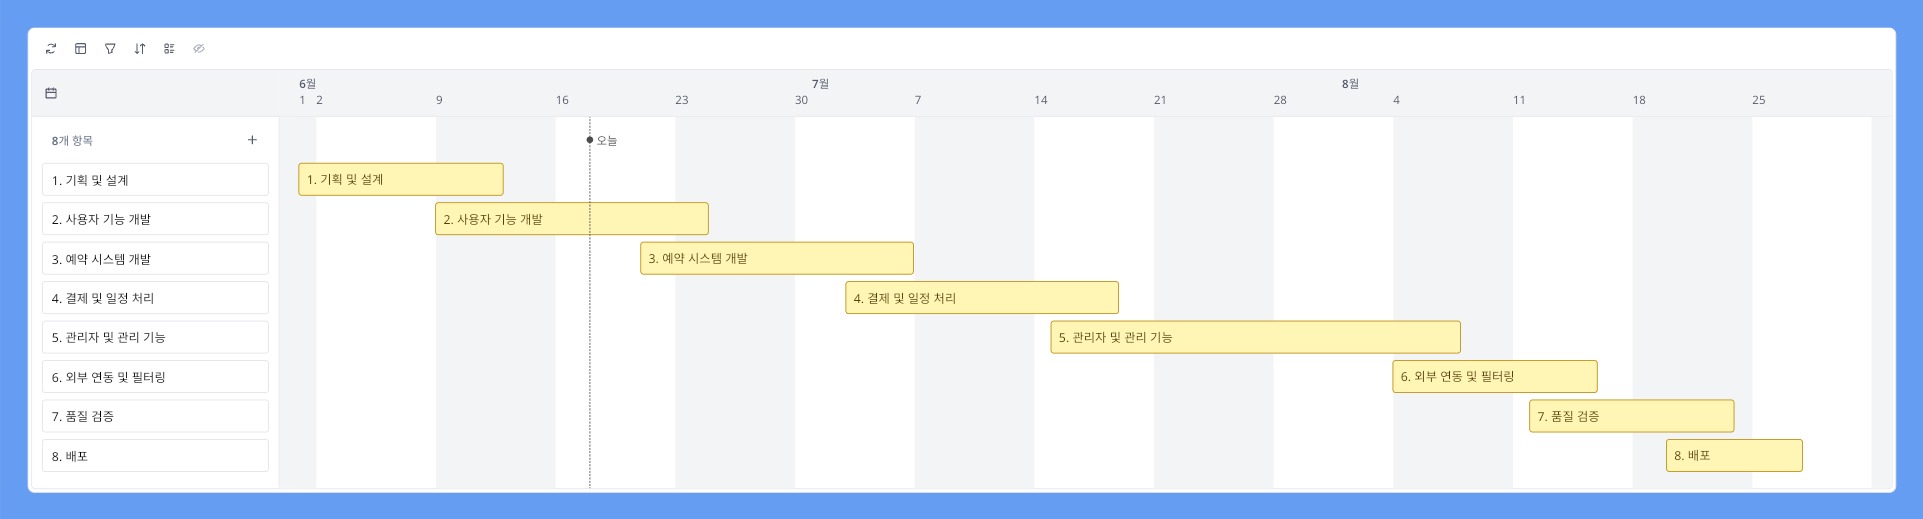 6월 7월 8월
1 2 9 16 23 30 7 14 21 28 4 11 18 25
8개 항목 + 오늘
1. 기획 및 설계 1. 기획 및 설계
2. 사용자 기능 개발 2. 사용자 기능 개발
3. 예약 시스템 개발 3. 예약 시스템 개발
4. 결제 및 일정 처리 4. 결제 및 일정 처리
5. 관리자 및 관리 기능 5. 관리자 및 관리 기능
6. 외부 연동 및 필터링 6. 외부 연동 및 필터링
7. 품질 검증 7. 품질 검증
8. 배포 8. 배포